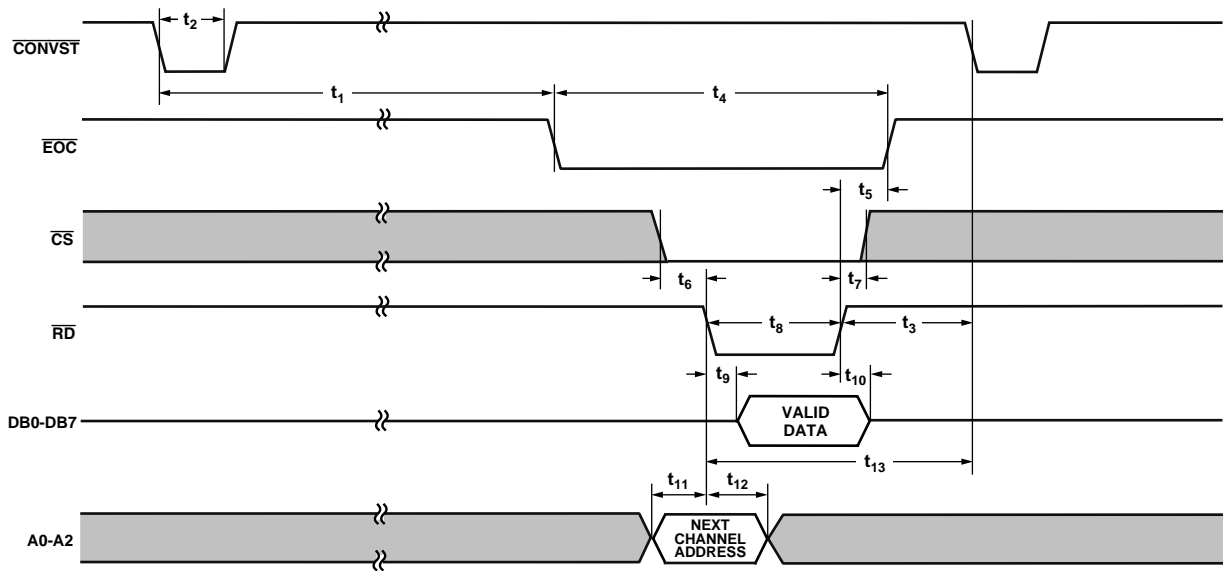 t2
CONVST
t1
t4
EOC
t5
CS
t6
t7
t8
t3
RD
t9
t10
DB0-DB7
VALID
DATA
t13
t11
t12
A0-A2
NEXT
CHANNEL
ADDRESS